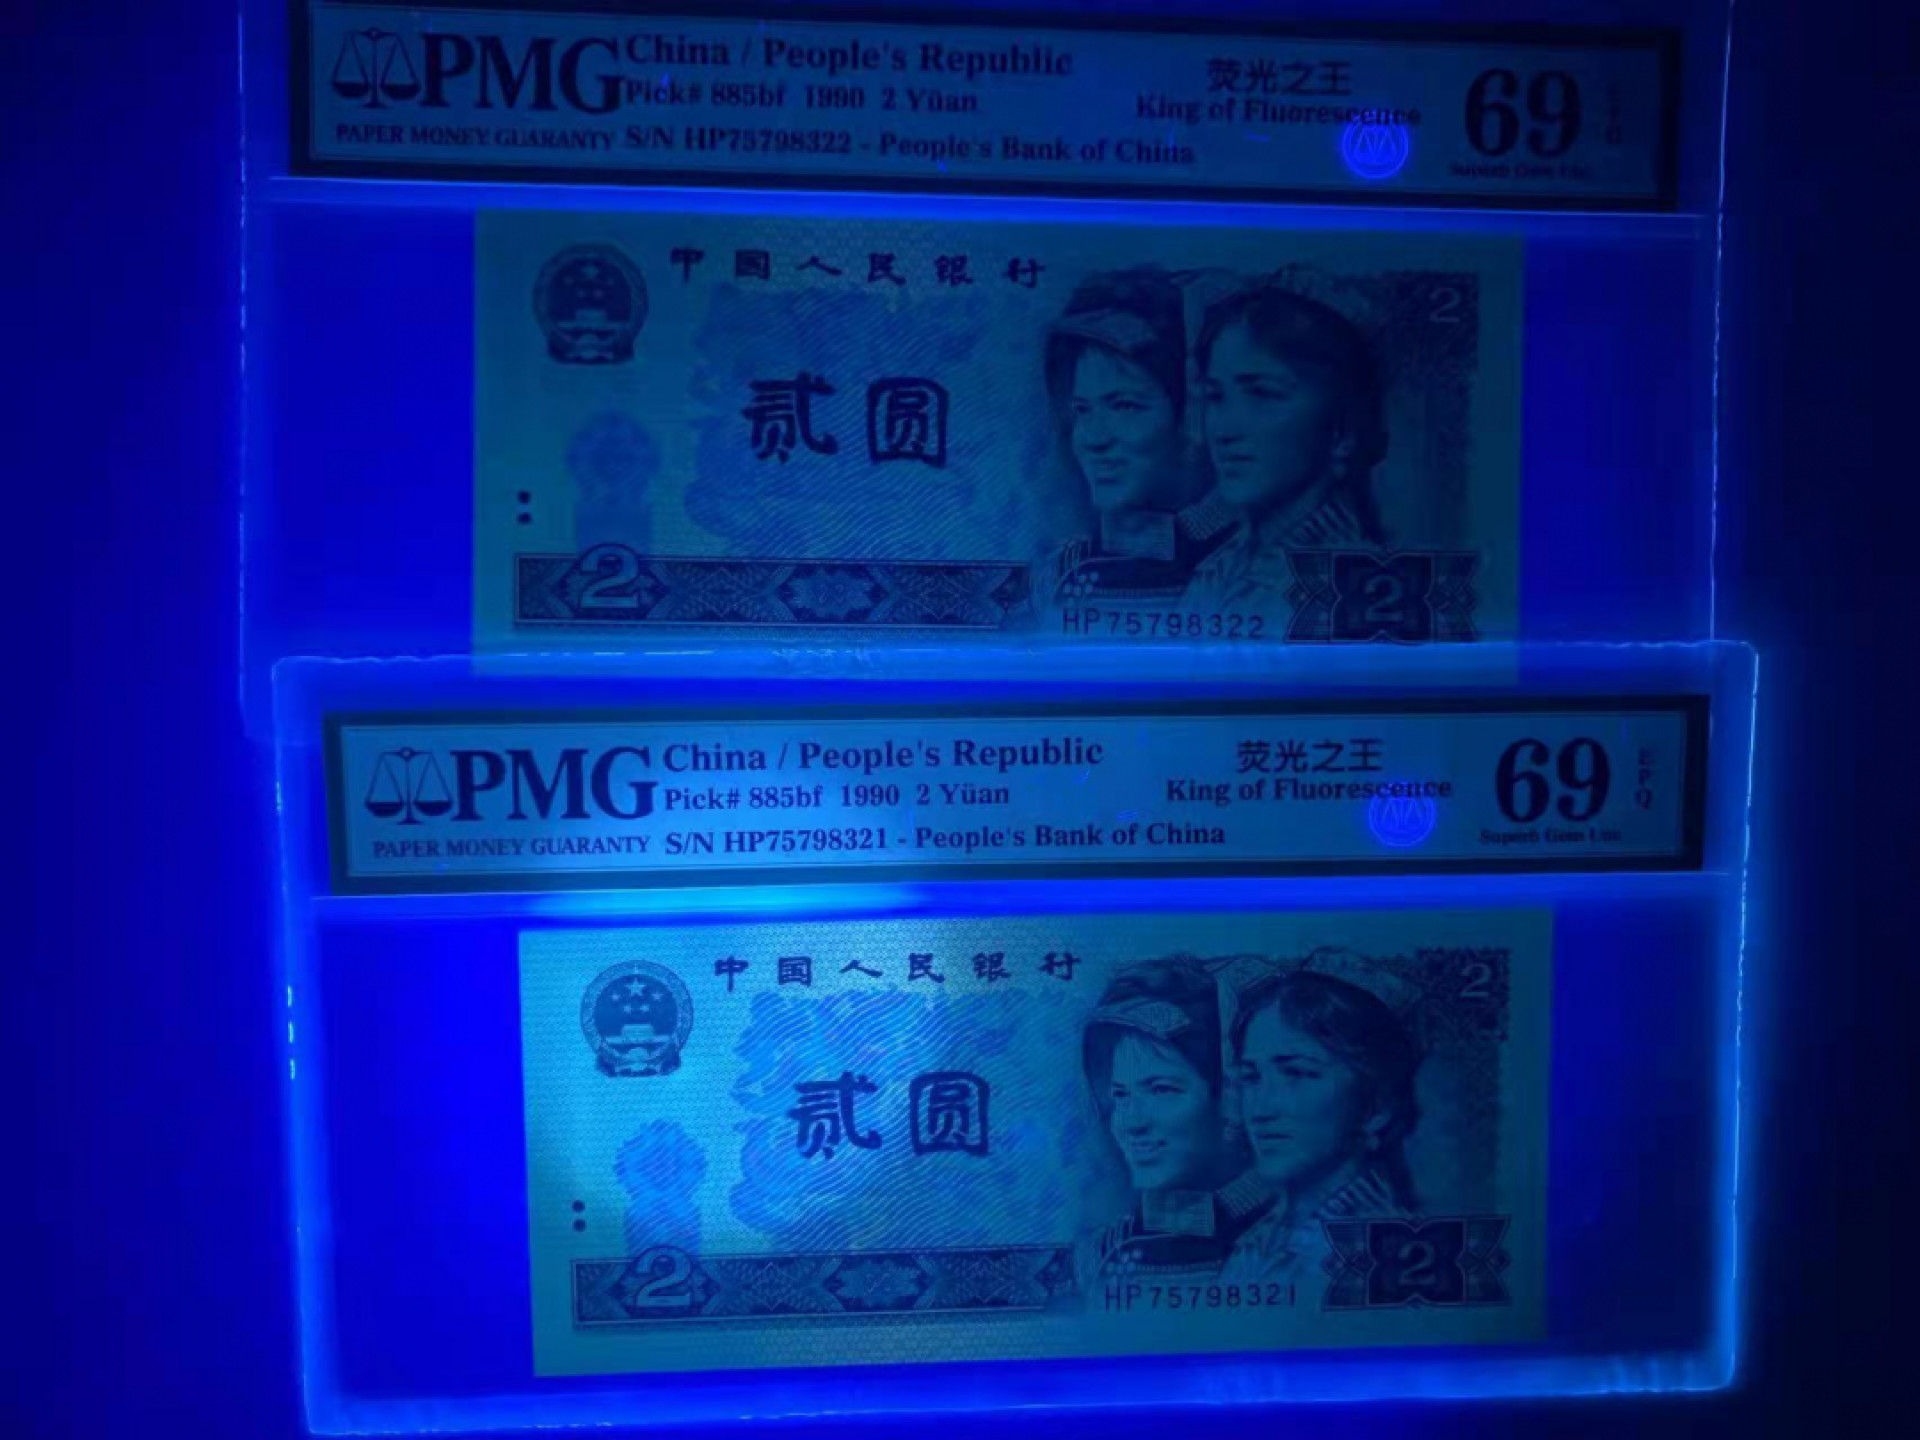 PMG
PAPER MONEY GUARANTY
China / People's Republic
Pick# 885bf 1990 2 Yüan
S/N HP75798322 - People's Bank of China
荧光之王
King of Fluorescence
69
Superb Gem Unc
中国人民银行
2
贰圆
2
HP75798322
2
PMG
PAPER MONEY GUARANTY
China / People's Republic
Pick# 885bf 1990 2 Yüan
S/N HP75798321 - People's Bank of China
荧光之王
King of Fluorescence
69
EPQ
Superb Gem Unc
中国人民银行
2
贰圆
2
HP75798321
2